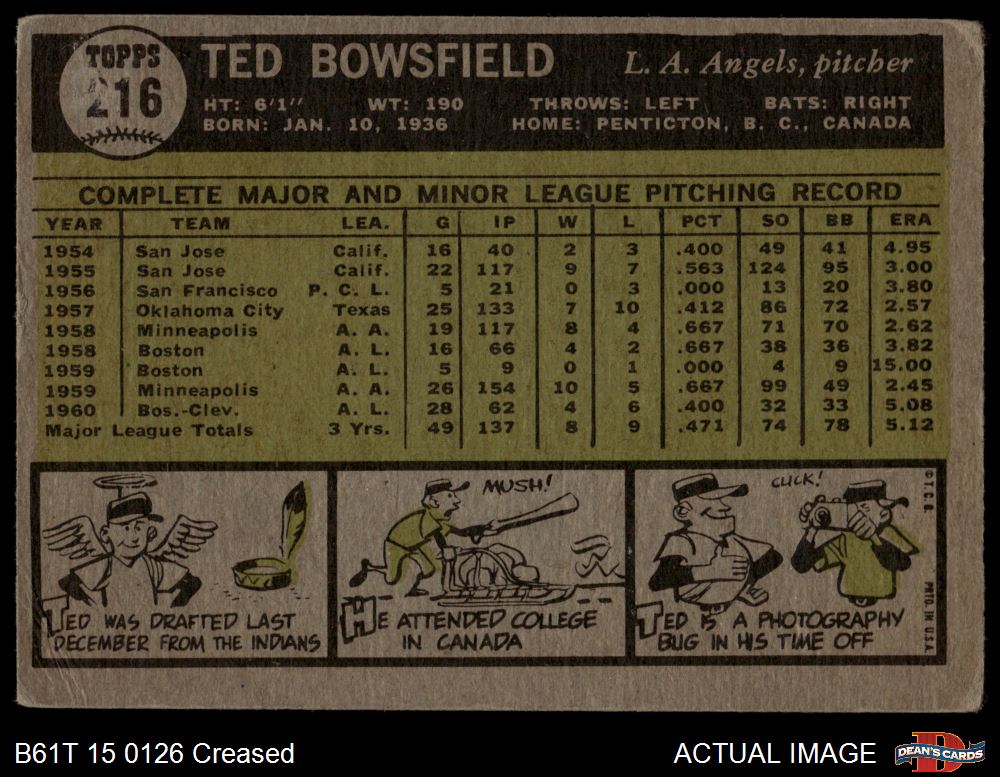 TOPPS
216
TED BOWSFIELD
L. A. Angels, pitcher
HT: 6'1" WT: 190 THROWS: LEFT BATS: RIGHT
BORN: JAN. 10, 1936 HOME: PENTICTON, B. C., CANADA
COMPLETE MAJOR AND MINOR LEAGUE PITCHING RECORD
YEAR TEAM LEA. G IP W L PCT SO BB ERA
1954 San Jose Calif. 16 40 2 3 .400 49 41 4.95
1955 San Jose Calif. 22 117 9 7 .563 124 95 3.00
1956 San Francisco P. C. L. 5 21 0 3 .000 13 20 3.80
1957 Oklahoma City Texas 25 133 7 10 .412 86 72 2.57
1958 Minneapolis A. A. 19 117 8 4 .667 71 70 2.62
1958 Boston A. L. 16 66 4 2 .667 38 36 3.82
1959 Boston A. L. 5 9 0 1 .000 4 9 15.00
1959 Minneapolis A. A. 26 154 10 5 .667 99 49 2.45
1960 Bos.-Clev. A. L. 28 62 4 6 .400 32 33 5.08
Major League Totals 3 Yrs. 49 137 8 9 .471 74 78 5.12
TED WAS DRAFTED LAST
DECEMBER FROM THE INDIANS
MUSH!
HE ATTENDED COLLEGE
IN CANADA
CLICK!
TED IS A PHOTOGRAPHY
BUG IN HIS TIME OFF
© T. C. G. PRTD. IN U.S.A.
B61T 15 0126 Creased
ACTUAL IMAGE
DEAN'S CARDS